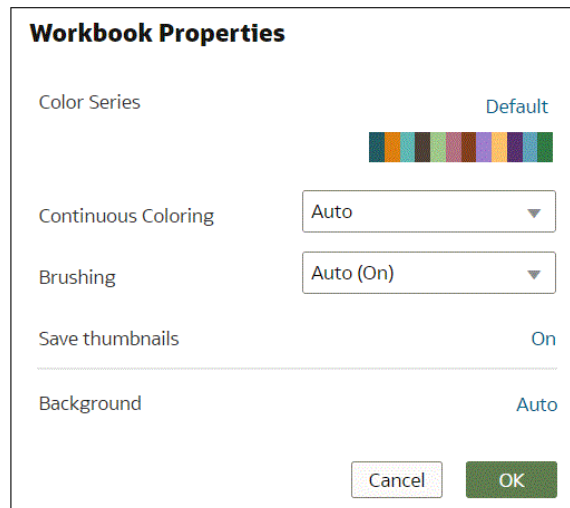 Workbook Properties
Color Series
Default
Continuous Coloring
Auto
Brushing
Auto (On)
Save thumbnails
On
Background
Auto
Cancel
OK